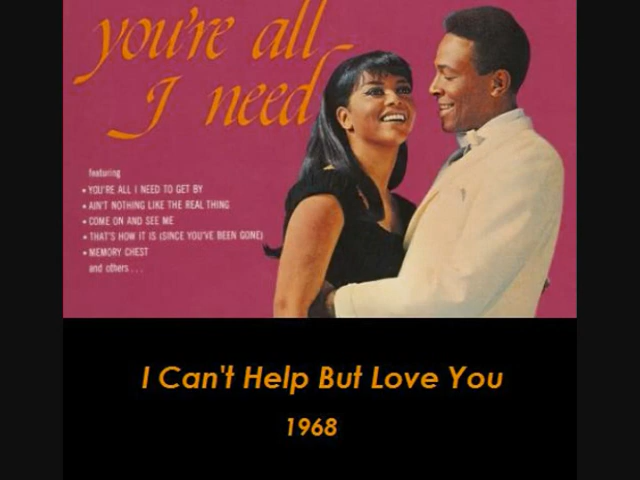 you're all
I need
featuring
• YOU'RE ALL I NEED TO GET BY
• AIN'T NOTHING LIKE THE REAL THING
• COME ON AND SEE ME
• THAT'S HOW IT IS (SINCE YOU'VE BEEN GONE)
• MEMORY CHEST
and others...
I Can't Help But Love You
1968